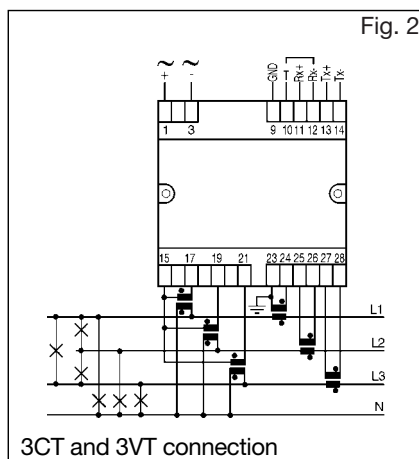 Fig. 2
~ ~
+ - GND T Rx+ Rx- Tx+ Tx-
1 3 9 10 11 12 13 14
15 17 19 21 23 24 25 26 27 28
L1
L2
L3
N
3CT and 3VT connection